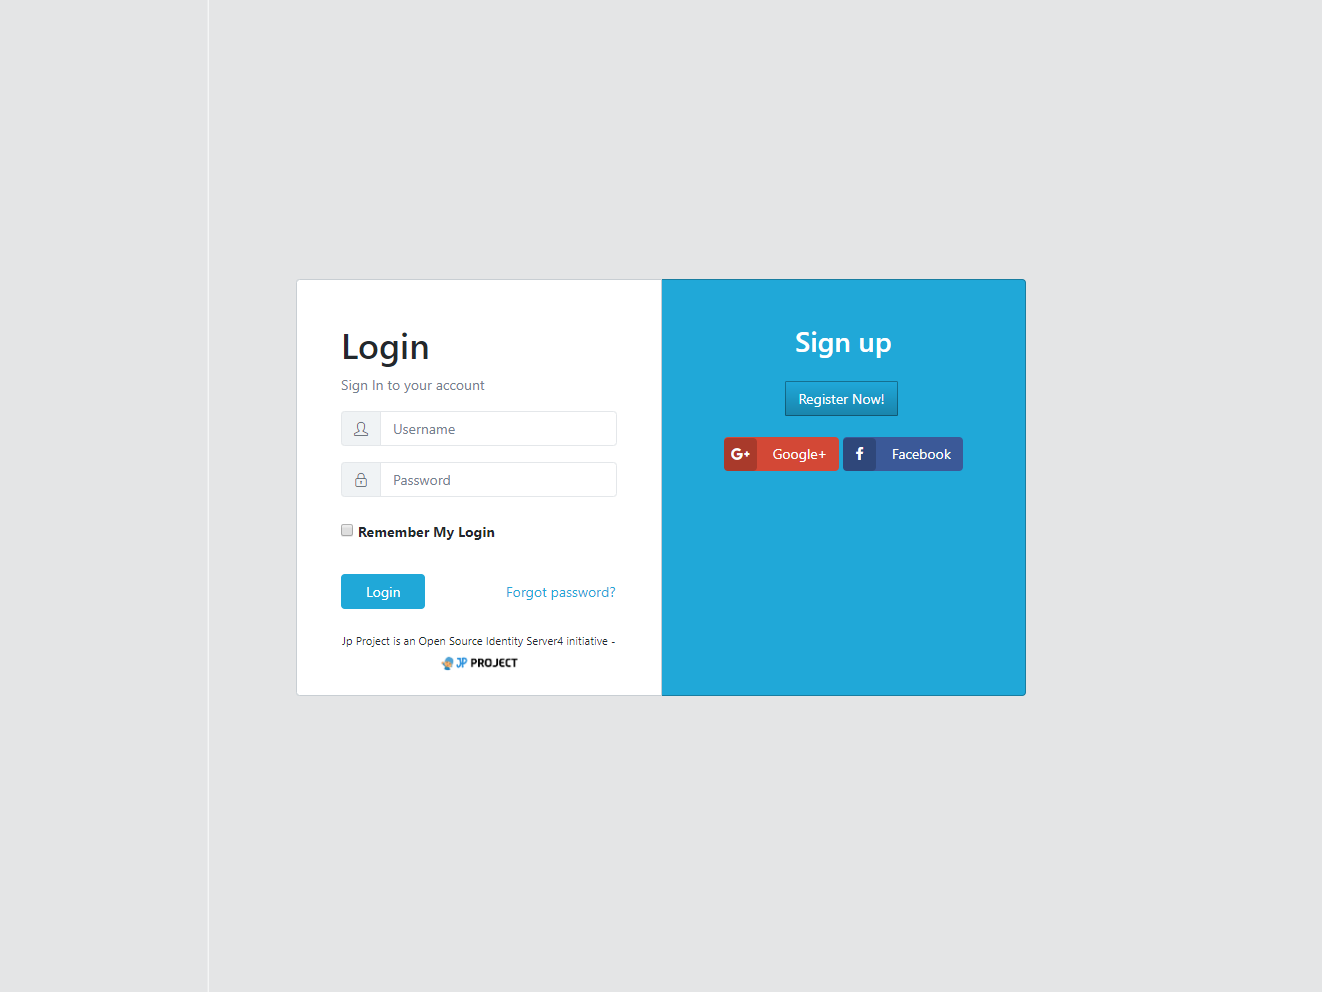 Login
Sign In to your account
Username
Password
Remember My Login
Login
Forgot password?
Jp Project is an Open Source Identity Server4 initiative -
JP PROJECT
Sign up
Register Now!
G+ Google+
f Facebook